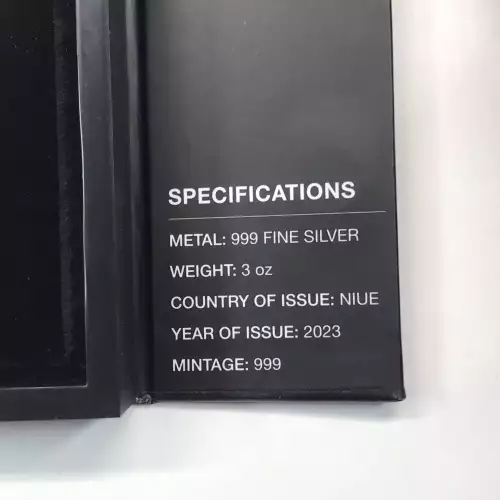 SPECIFICATIONS
METAL: 999 FINE SILVER
WEIGHT: 3 oz
COUNTRY OF ISSUE: NIUE
YEAR OF ISSUE: 2023
MINTAGE: 999